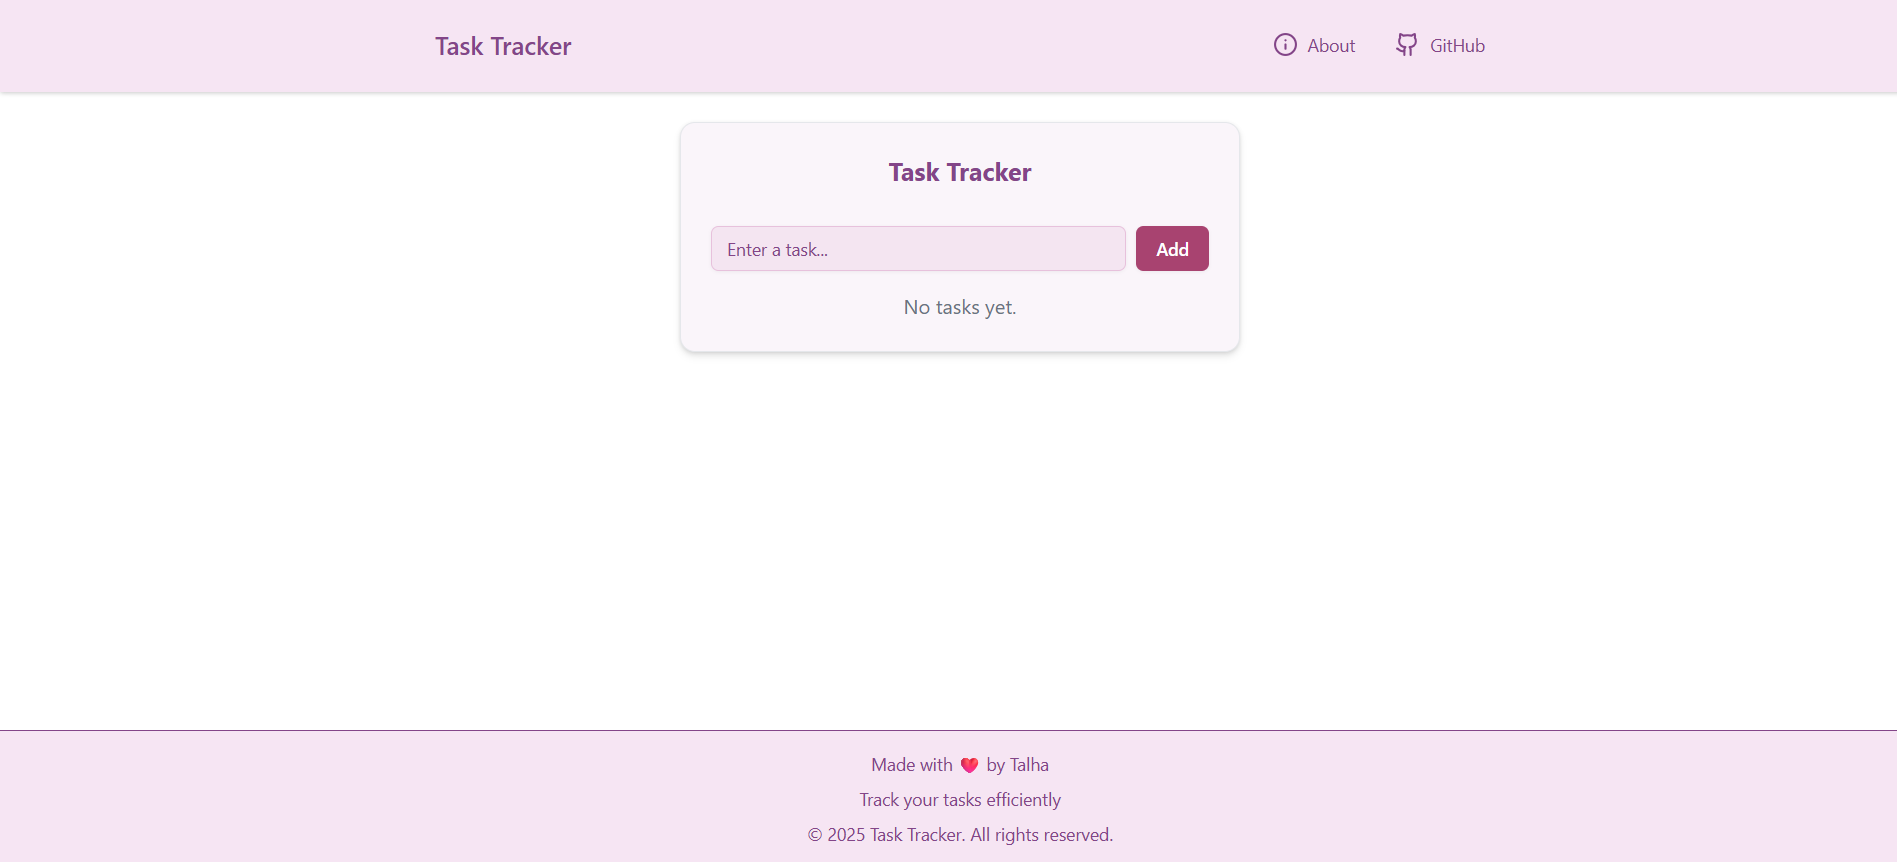 Task Tracker
About
GitHub
Task Tracker
Enter a task...
Add
No tasks yet.
Made with ❤️ by Talha
Track your tasks efficiently
© 2025 Task Tracker. All rights reserved.